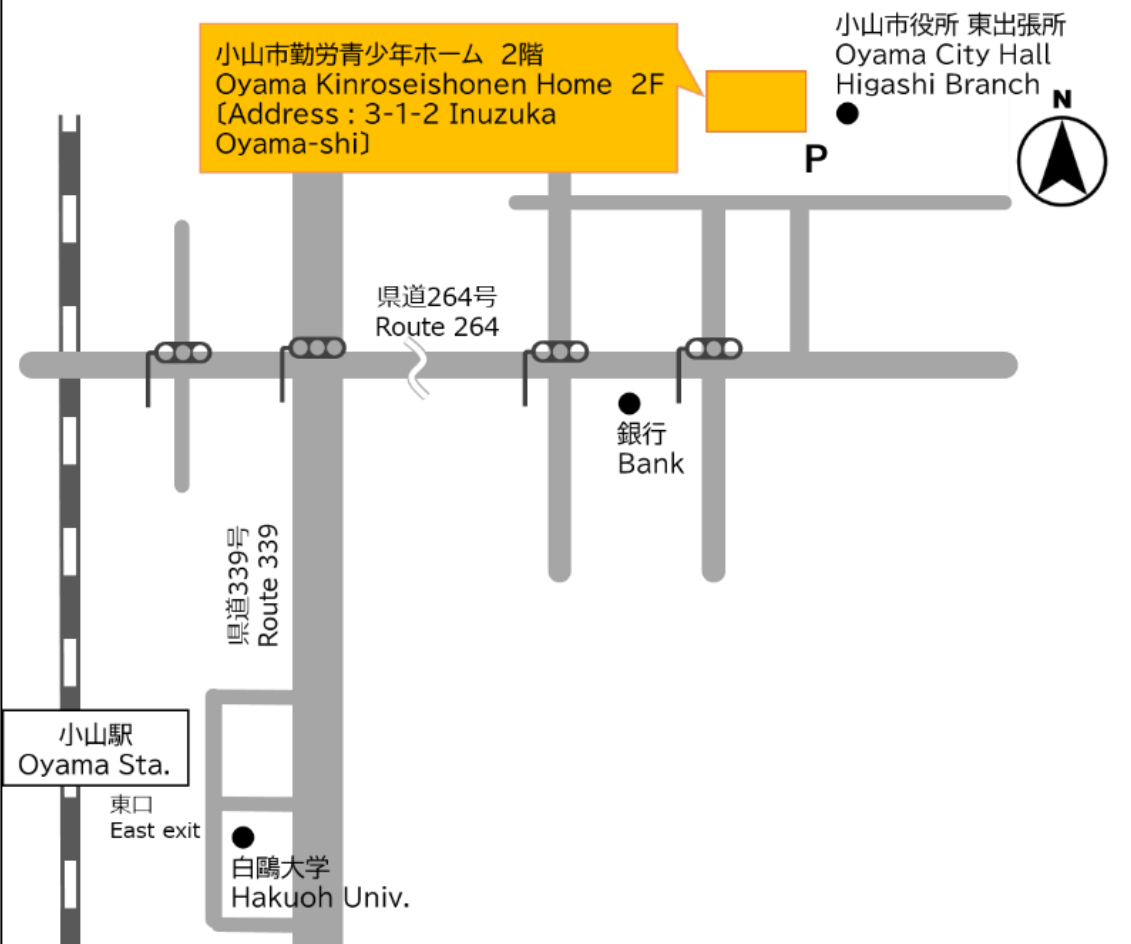 小山市勤労青少年ホーム 2階
Oyama Kinroseishonen Home 2F
〔Address : 3-1-2 Inuzuka
Oyama-shi〕
小山市役所 東出張所
Oyama City Hall
Higashi Branch
N
P
県道264号
Route 264
銀行
Bank
県道339号
Route 339
小山駅
Oyama Sta.
東口
East exit
白鷗大学
Hakuoh Univ.